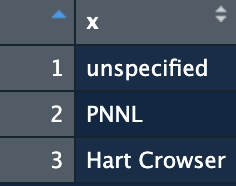 x
1 unspecified
2 PNNL
3 Hart Crowser